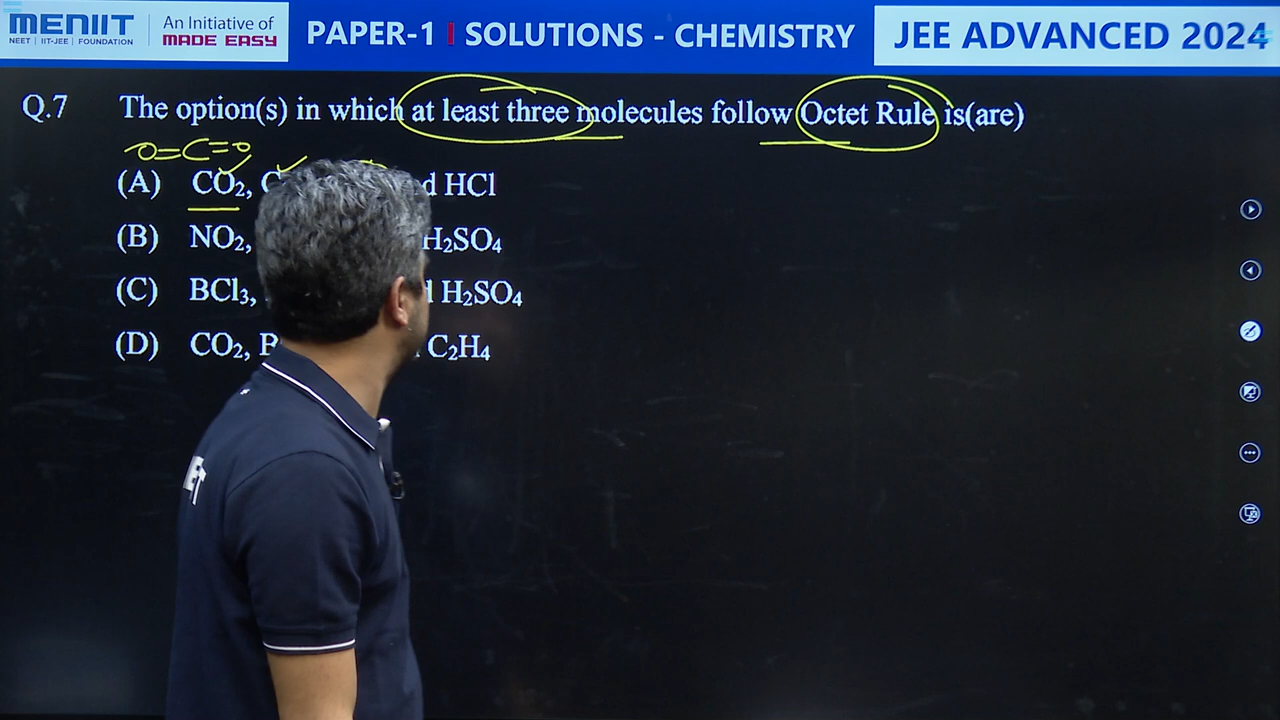 MENIIT
NEET | IIT-JEE | FOUNDATION
An Initiative of
MADE EASY
PAPER-1 | SOLUTIONS - CHEMISTRY
JEE ADVANCED 2024
Q.7 The option(s) in which at least three molecules follow Octet Rule is(are)
O=C=O
(A) CO₂, HCl
(B) NO₂, H₂SO₄
(C) BCl₃, H₂SO₄
(D) CO₂, C₂H₄